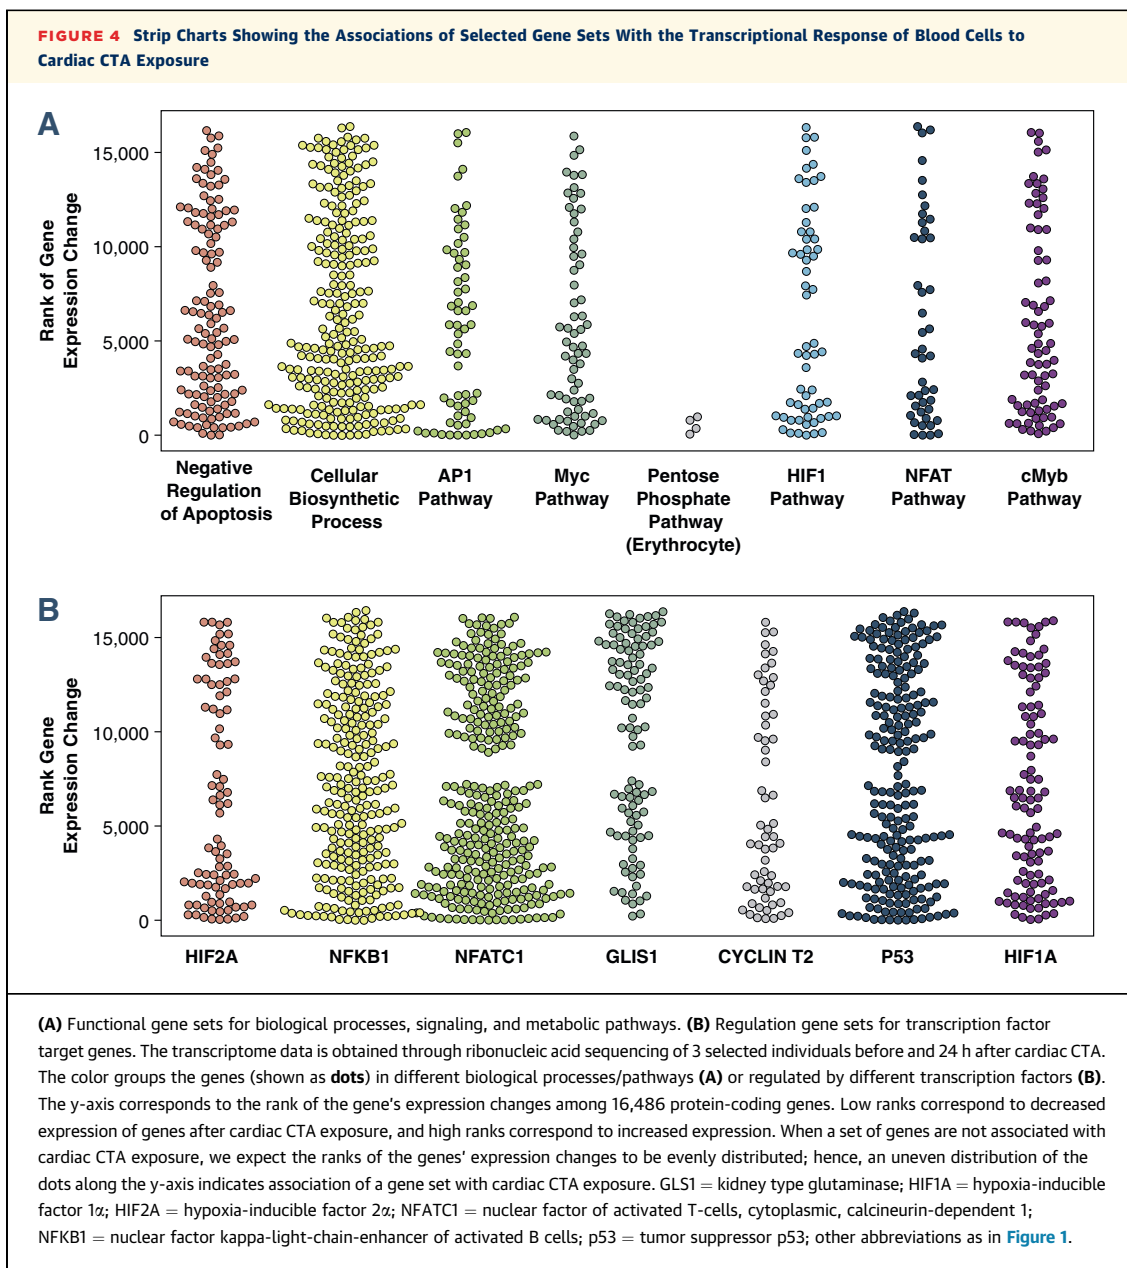 FIGURE 4 Strip Charts Showing the Associations of Selected Gene Sets With the Transcriptional Response of Blood Cells to
Cardiac CTA Exposure
A
Rank of Gene
Expression Change
15,000
10,000
5,000
0
Negative
Regulation
of Apoptosis
Cellular
Biosynthetic
Process
AP1
Pathway
Myc
Pathway
Pentose
Phosphate
Pathway
(Erythrocyte)
HIF1
Pathway
NFAT
Pathway
cMyb
Pathway
B
Rank Gene
Expression Change
15,000
10,000
5,000
0
HIF2A
NFKB1
NFATC1
GLIS1
CYCLIN T2
P53
HIF1A
(A) Functional gene sets for biological processes, signaling, and metabolic pathways. (B) Regulation gene sets for transcription factor
target genes. The transcriptome data is obtained through ribonucleic acid sequencing of 3 selected individuals before and 24 h after cardiac CTA.
The color groups the genes (shown as dots) in different biological processes/pathways (A) or regulated by different transcription factors (B).
The y-axis corresponds to the rank of the gene's expression changes among 16,486 protein-coding genes. Low ranks correspond to decreased
expression of genes after cardiac CTA exposure, and high ranks correspond to increased expression. When a set of genes are not associated with
cardiac CTA exposure, we expect the ranks of the genes' expression changes to be evenly distributed; hence, an uneven distribution of the
dots along the y-axis indicates association of a gene set with cardiac CTA exposure. GLS1 = kidney type glutaminase; HIF1A = hypoxia-inducible
factor 1α; HIF2A = hypoxia-inducible factor 2α; NFATC1 = nuclear factor of activated T-cells, cytoplasmic, calcineurin-dependent 1;
NFKB1 = nuclear factor kappa-light-chain-enhancer of activated B cells; p53 = tumor suppressor p53; other abbreviations as in Figure 1.